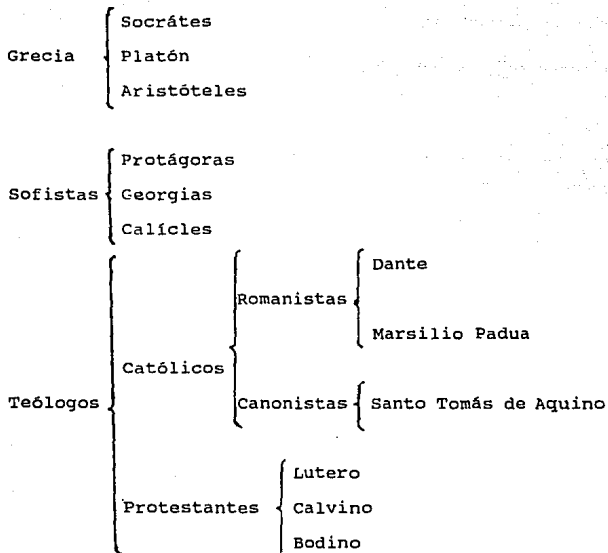 Socrátes
Grecia Platón
Aristóteles
Protágoras
Sofistas Georgias
Calícles
Dante
Romanistas
Marsilio Padua
Católicos
Teólogos Canonistas Santo Tomás de Aquino
Lutero
Protestantes Calvino
Bodino